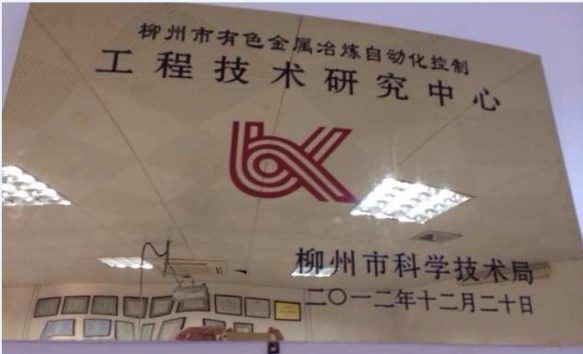 柳州市有色金属冶炼自动化控制
工程技术研究中心
柳州市科学技术局
二〇一二年十二月二十日